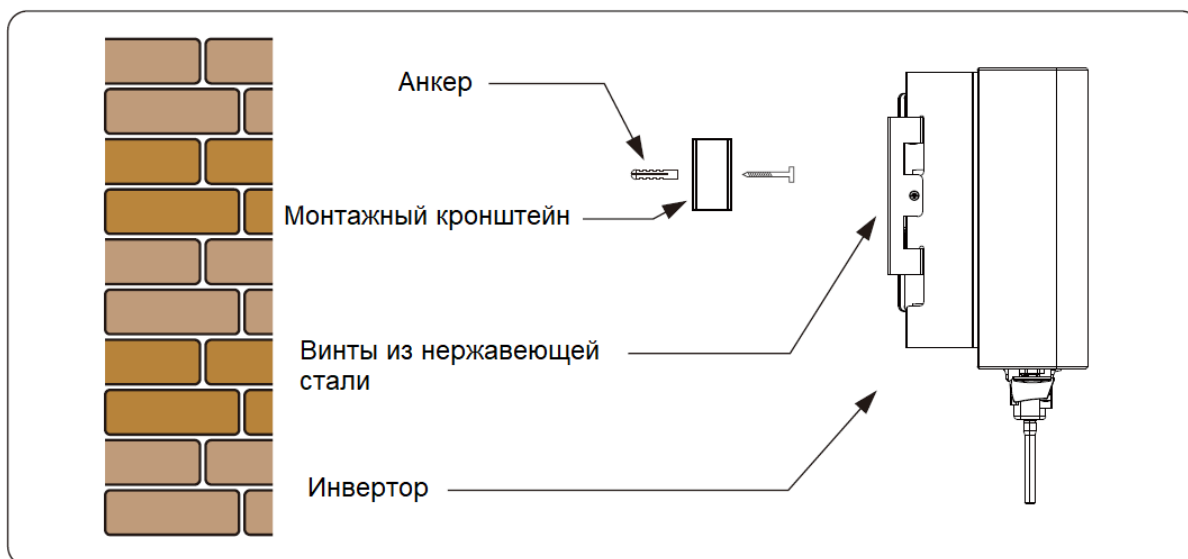 Анкер
Монтажный кронштейн
Винты из нержавеющей
стали
Инвертор